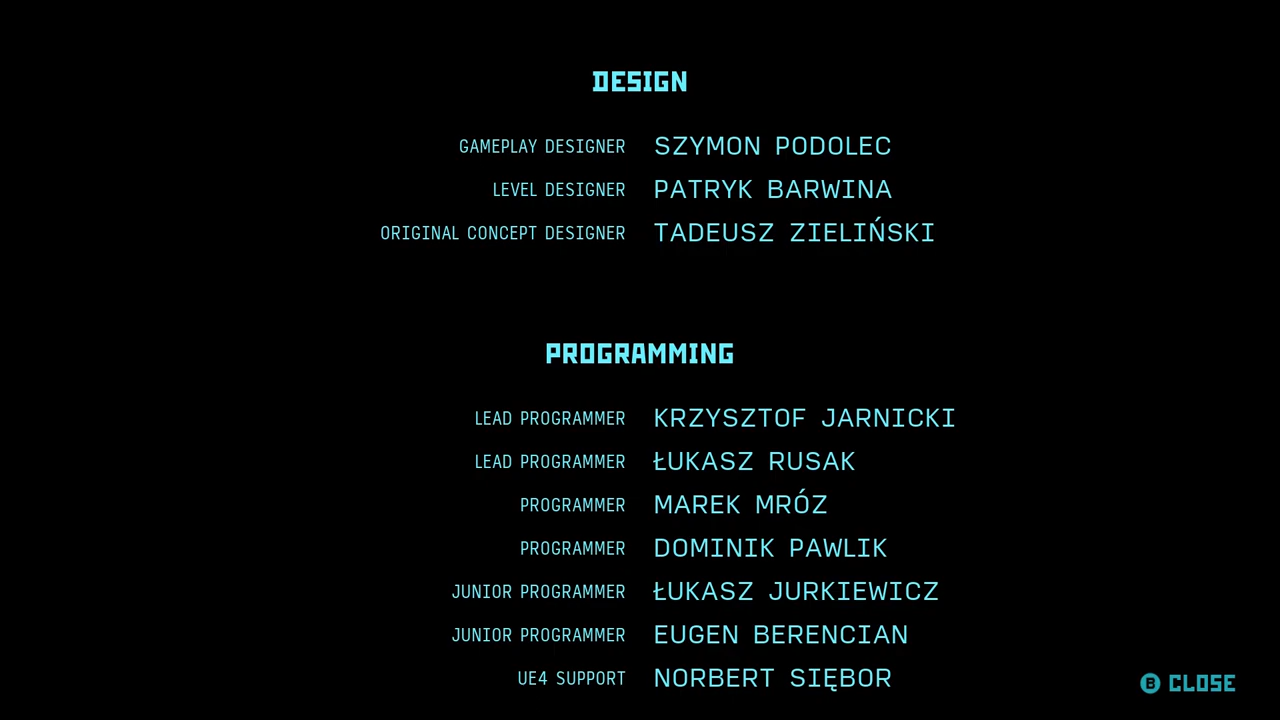 DESIGN
GAMEPLAY DESIGNER SZYMON PODOLEC
LEVEL DESIGNER PATRYK BARWINA
ORIGINAL CONCEPT DESIGNER TADEUSZ ZIELIŃSKI
PROGRAMMING
LEAD PROGRAMMER KRZYSZTOF JARNICKI
LEAD PROGRAMMER ŁUKASZ RUSAK
PROGRAMMER MAREK MRÓZ
PROGRAMMER DOMINIK PAWLIK
JUNIOR PROGRAMMER ŁUKASZ JURKIEWICZ
JUNIOR PROGRAMMER EUGEN BERENCIAN
UE4 SUPPORT NORBERT SIĘBOR
B CLOSE